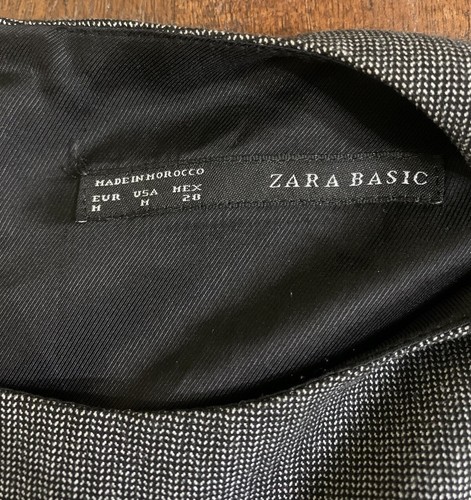 MADE IN MOROCCO
EUR USA MEX
M M 28
ZARA BASIC